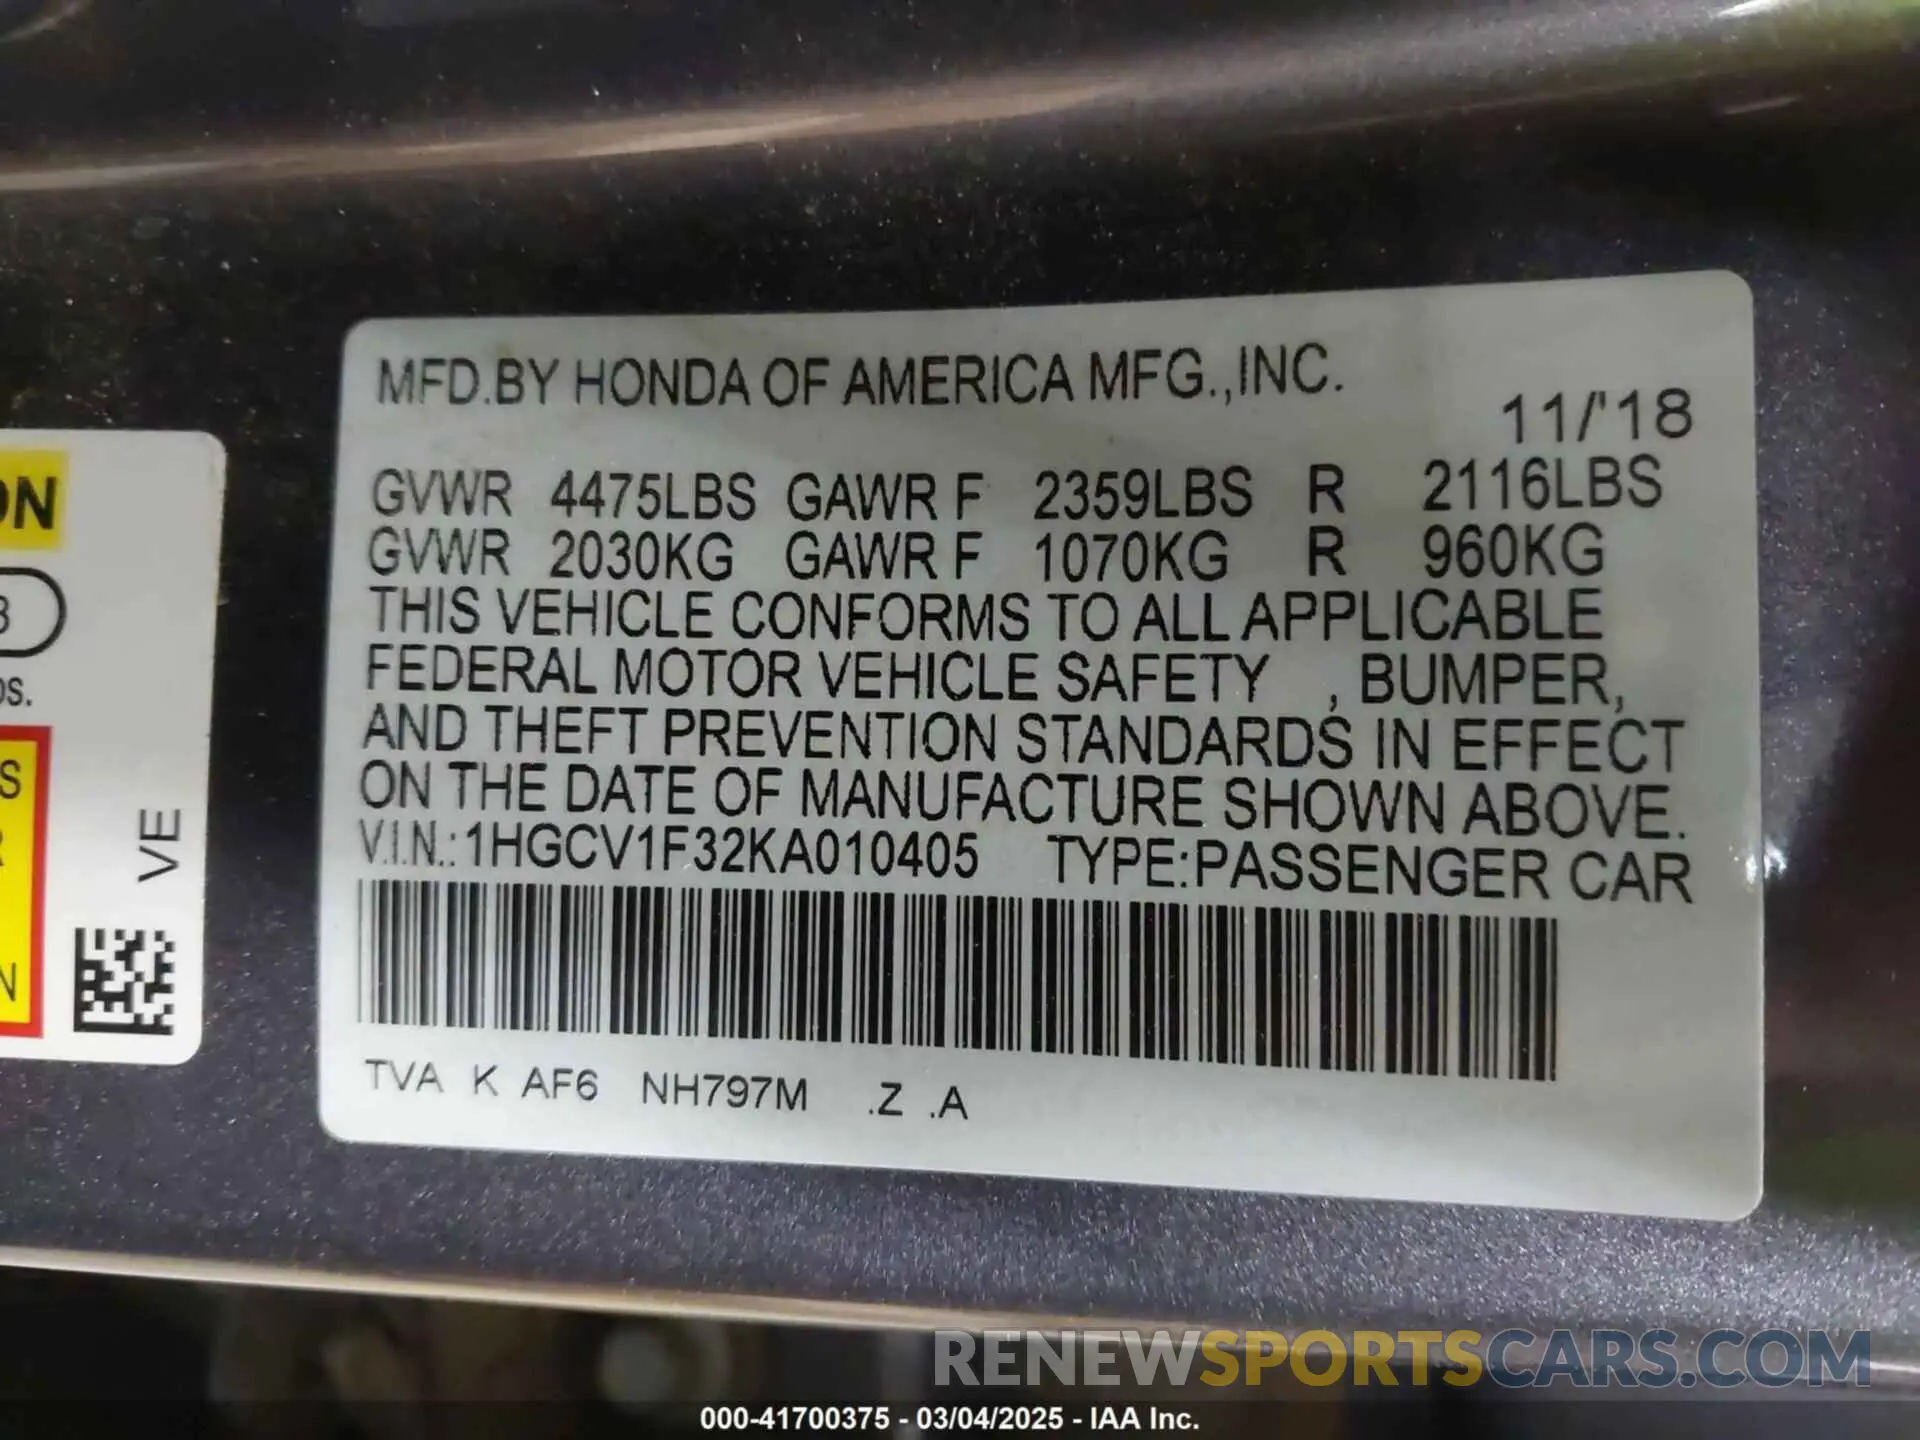 MFD.BY HONDA OF AMERICA MFG.,INC.
11/'18
GVWR 4475LBS GAWR F 2359LBS R 2116LBS
GVWR 2030KG GAWR F 1070KG R 960KG
THIS VEHICLE CONFORMS TO ALL APPLICABLE
FEDERAL MOTOR VEHICLE SAFETY , BUMPER,
AND THEFT PREVENTION STANDARDS IN EFFECT
ON THE DATE OF MANUFACTURE SHOWN ABOVE.
V.I.N.:1HGCV1F32KA010405 TYPE:PASSENGER CAR
TVA K AF6 NH797M .Z .A
VE
RENEWSPORTSCARS.COM
000-41700375 - 03/04/2025 - IAA Inc.